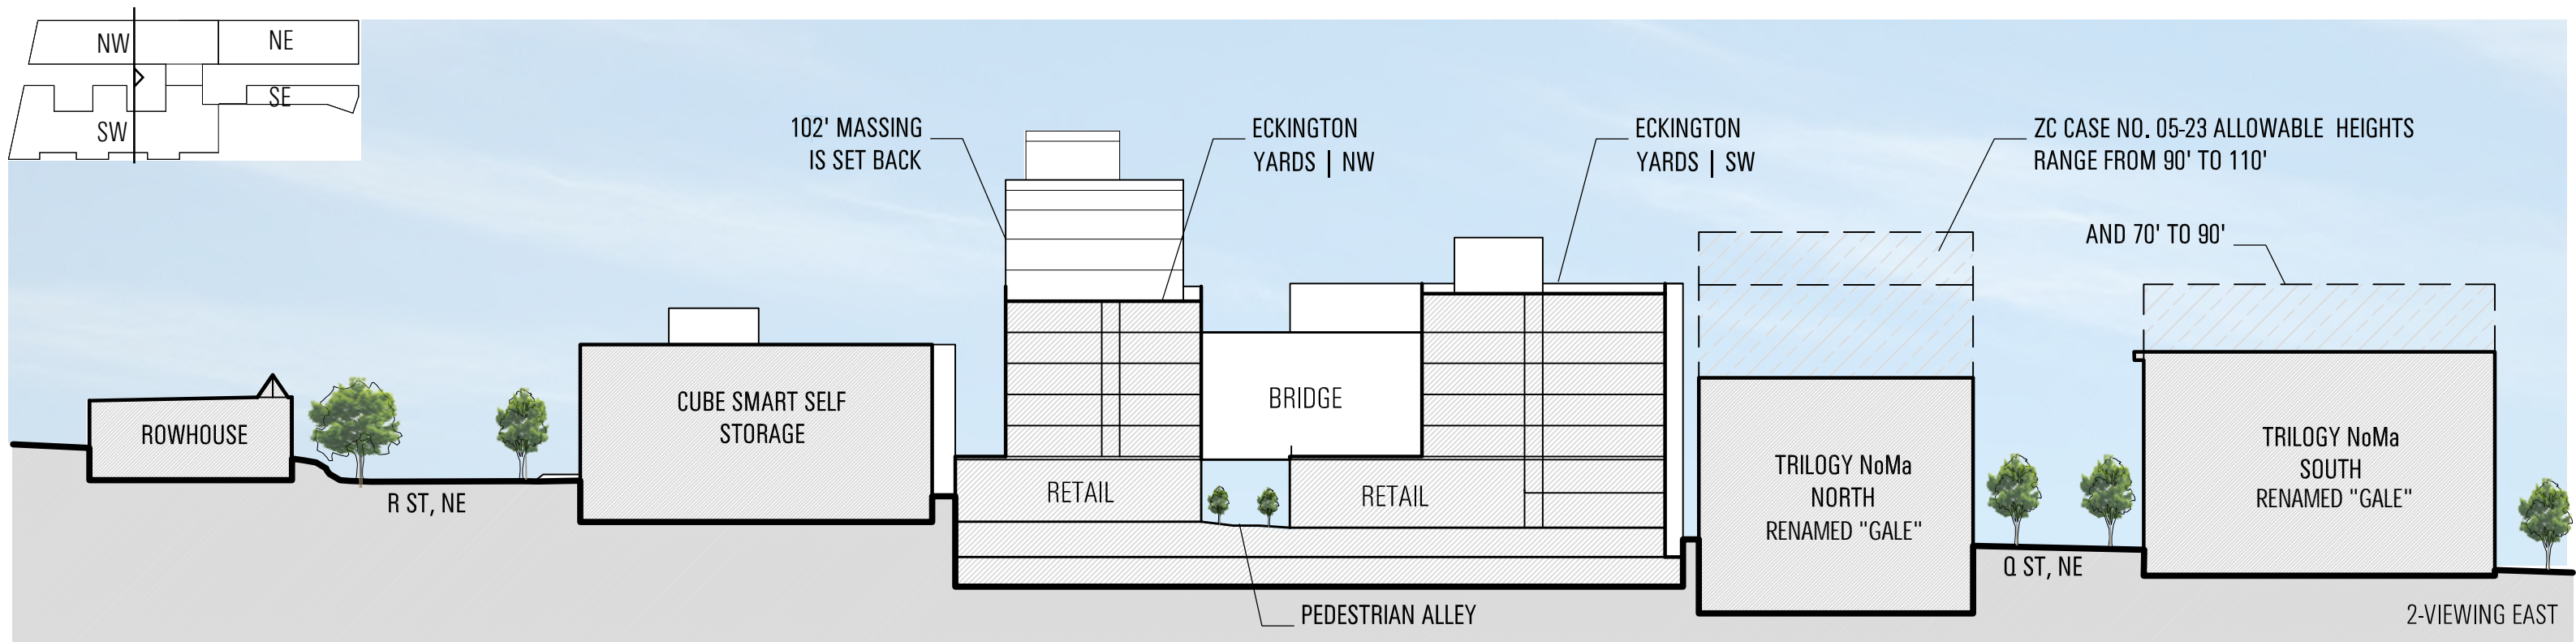 NW
NE
SE
SW
102' MASSING
IS SET BACK
ECKINGTON
YARDS | NW
ECKINGTON
YARDS | SW
ZC CASE NO. 05-23 ALLOWABLE HEIGHTS
RANGE FROM 90' TO 110'
AND 70' TO 90'
ROWHOUSE
R ST, NE
CUBE SMART SELF
STORAGE
BRIDGE
RETAIL
RETAIL
PEDESTRIAN ALLEY
TRILOGY NoMa
NORTH
RENAMED "GALE"
Q ST, NE
TRILOGY NoMa
SOUTH
RENAMED "GALE"
2-VIEWING EAST